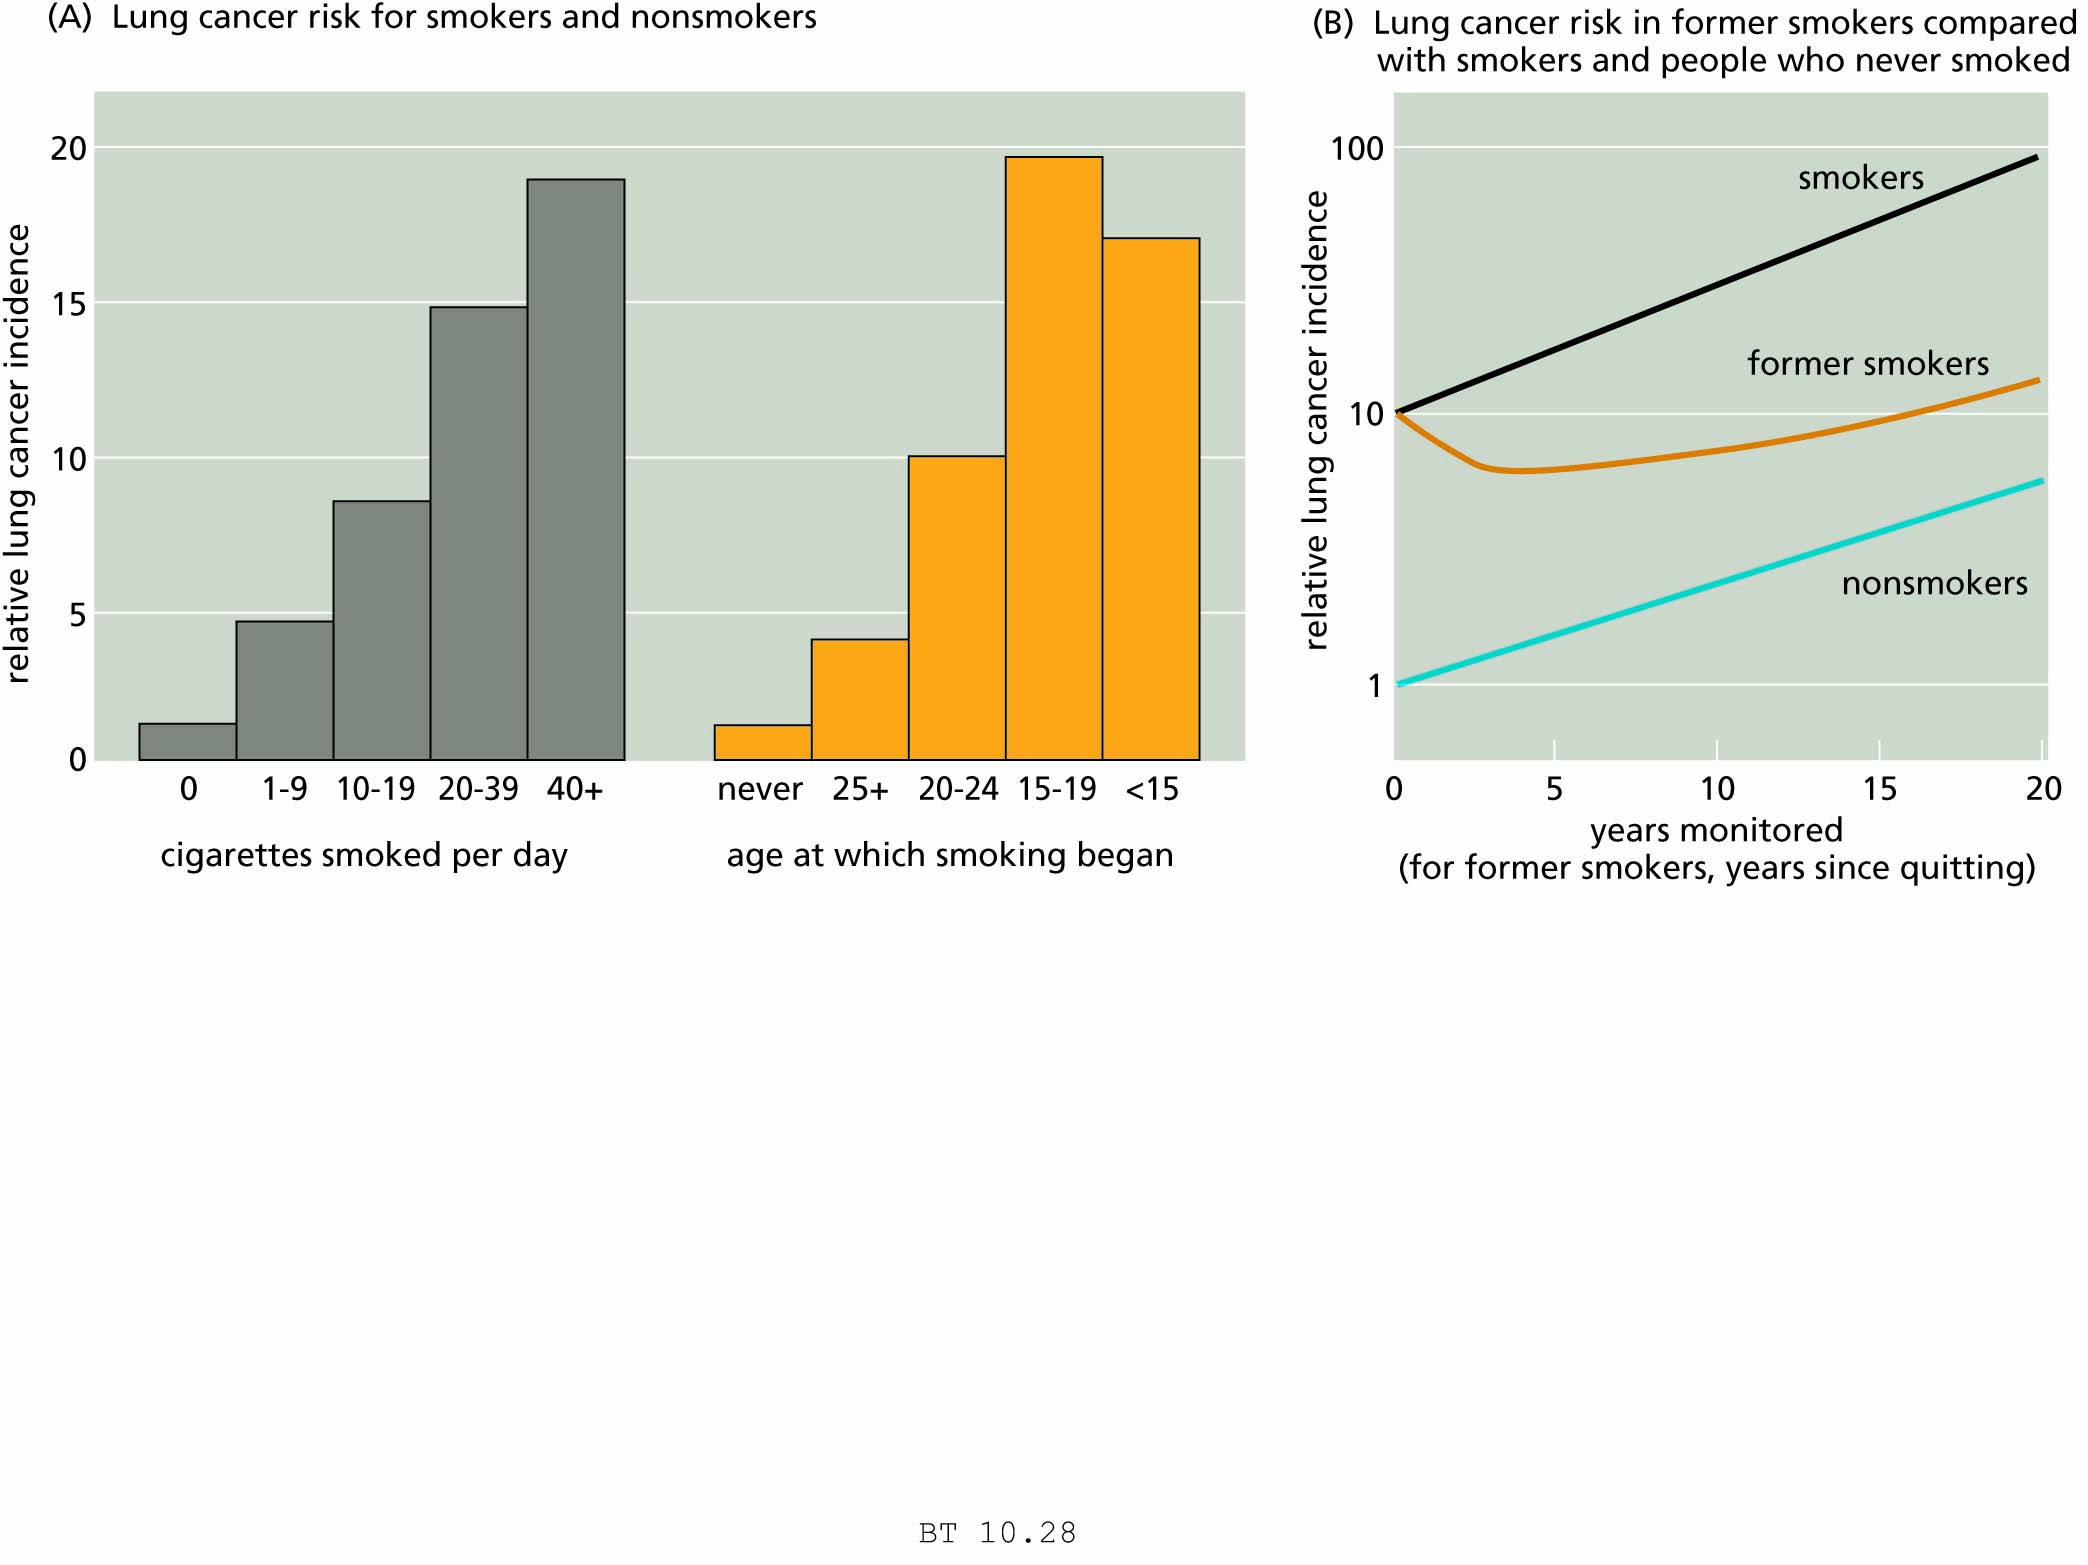 (A) Lung cancer risk for smokers and nonsmokers
relative lung cancer incidence
20
15
10
5
0
0 1-9 10-19 20-39 40+
cigarettes smoked per day
never 25+ 20-24 15-19 <15
age at which smoking began
(B) Lung cancer risk in former smokers compared
with smokers and people who never smoked
relative lung cancer incidence
100
10
1
smokers
former smokers
nonsmokers
0 5 10 15 20
years monitored
(for former smokers, years since quitting)
BT 10.28